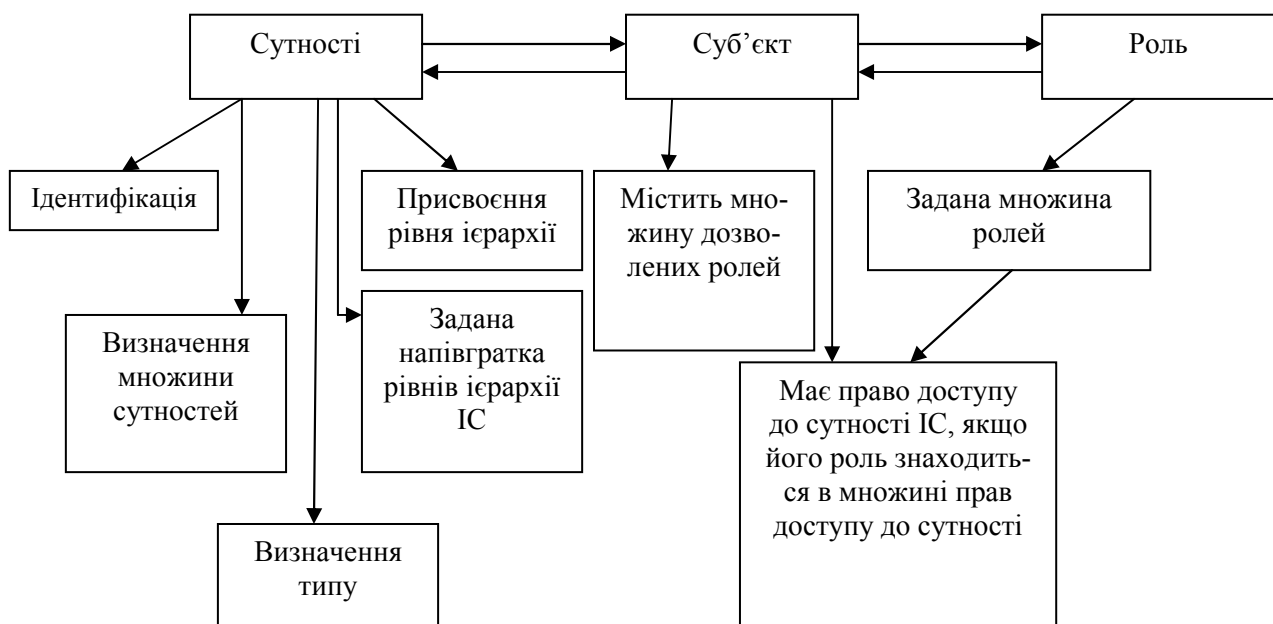 Сутності
Суб’єкт
Роль
Ідентифікація
Присвоєння
рівня ієрархії
Містить мно-
жину дозво-
лених ролей
Задана множина
ролей
Визначення
множини
сутностей
Задана
напівгратка
рівнів ієрархії
ІС
Має право доступу
до сутності ІС, якщо
його роль знаходить-
ся в множині прав
доступу до сутності
Визначення
типу